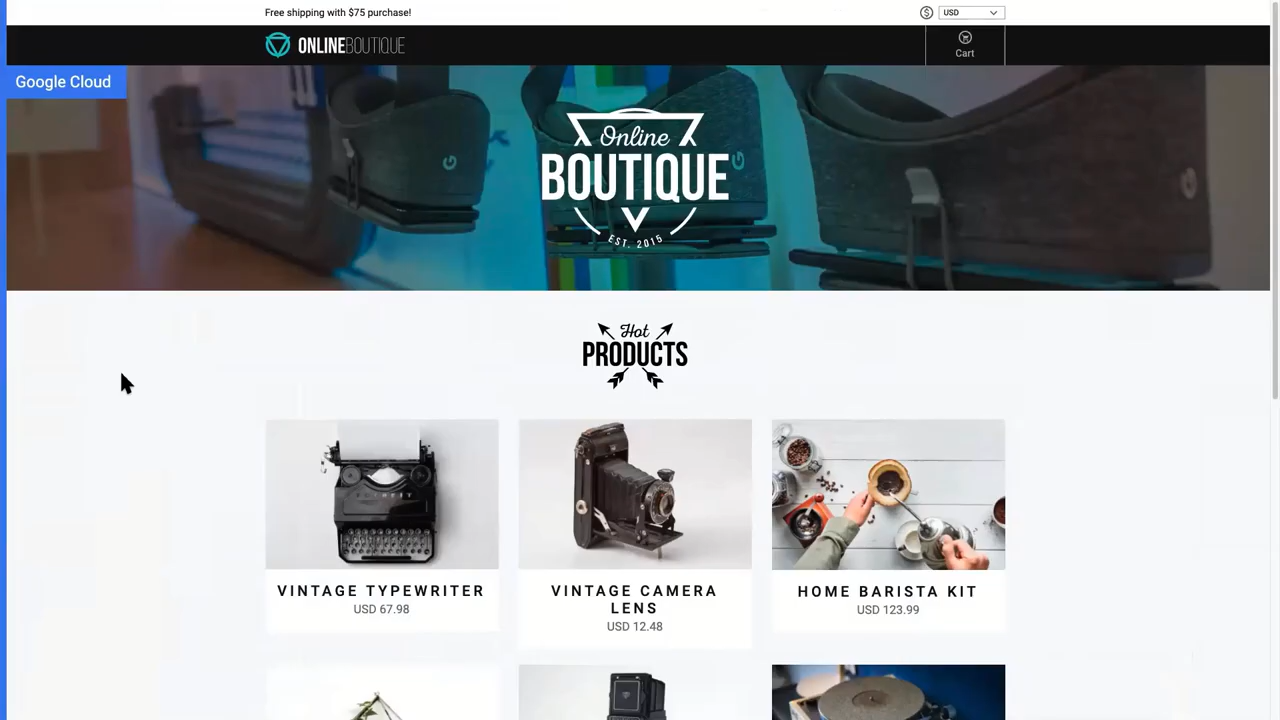 Free shipping with $75 purchase!
$ USD
ONLINEBOUTIQUE
Cart
Google Cloud
Online
BOUTIQUE
EST. 2015
Hot
PRODUCTS
VINTAGE TYPEWRITER
USD 67.98
VINTAGE CAMERA
LENS
USD 12.48
HOME BARISTA KIT
USD 123.99